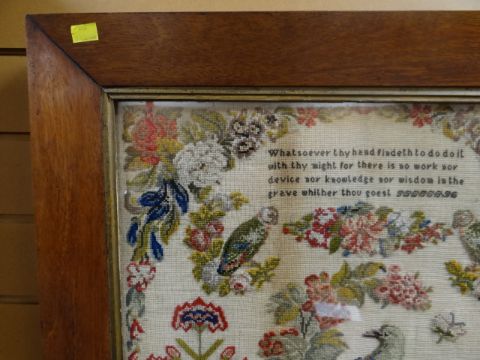 Whatsoever thy hand findeth to do do it
with thy might for there is no work nor
device nor knowledge nor wisdom in the
grave whither thou goest